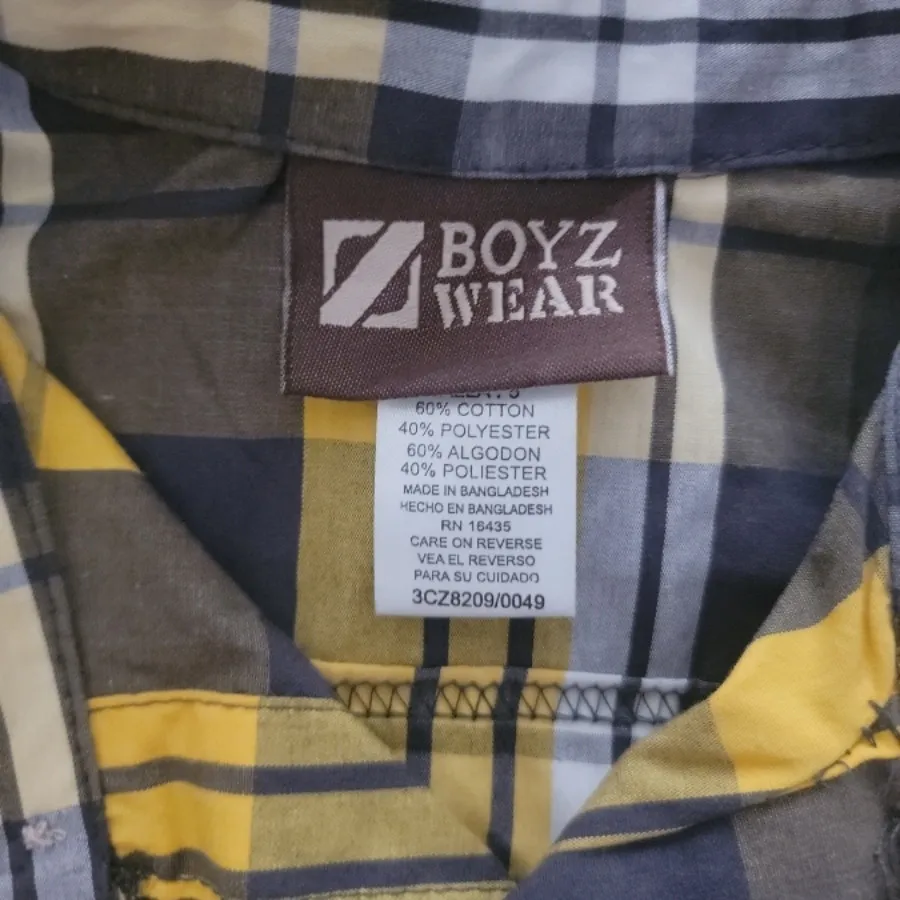 BOYZ
WEAR
60% COTTON
40% POLYESTER
60% ALGODON
40% POLIESTER
MADE IN BANGLADESH
HECHO EN BANGLADESH
RN 16435
CARE ON REVERSE
VEA EL REVERSO
PARA SU CUIDADO
3CZ8209/0049